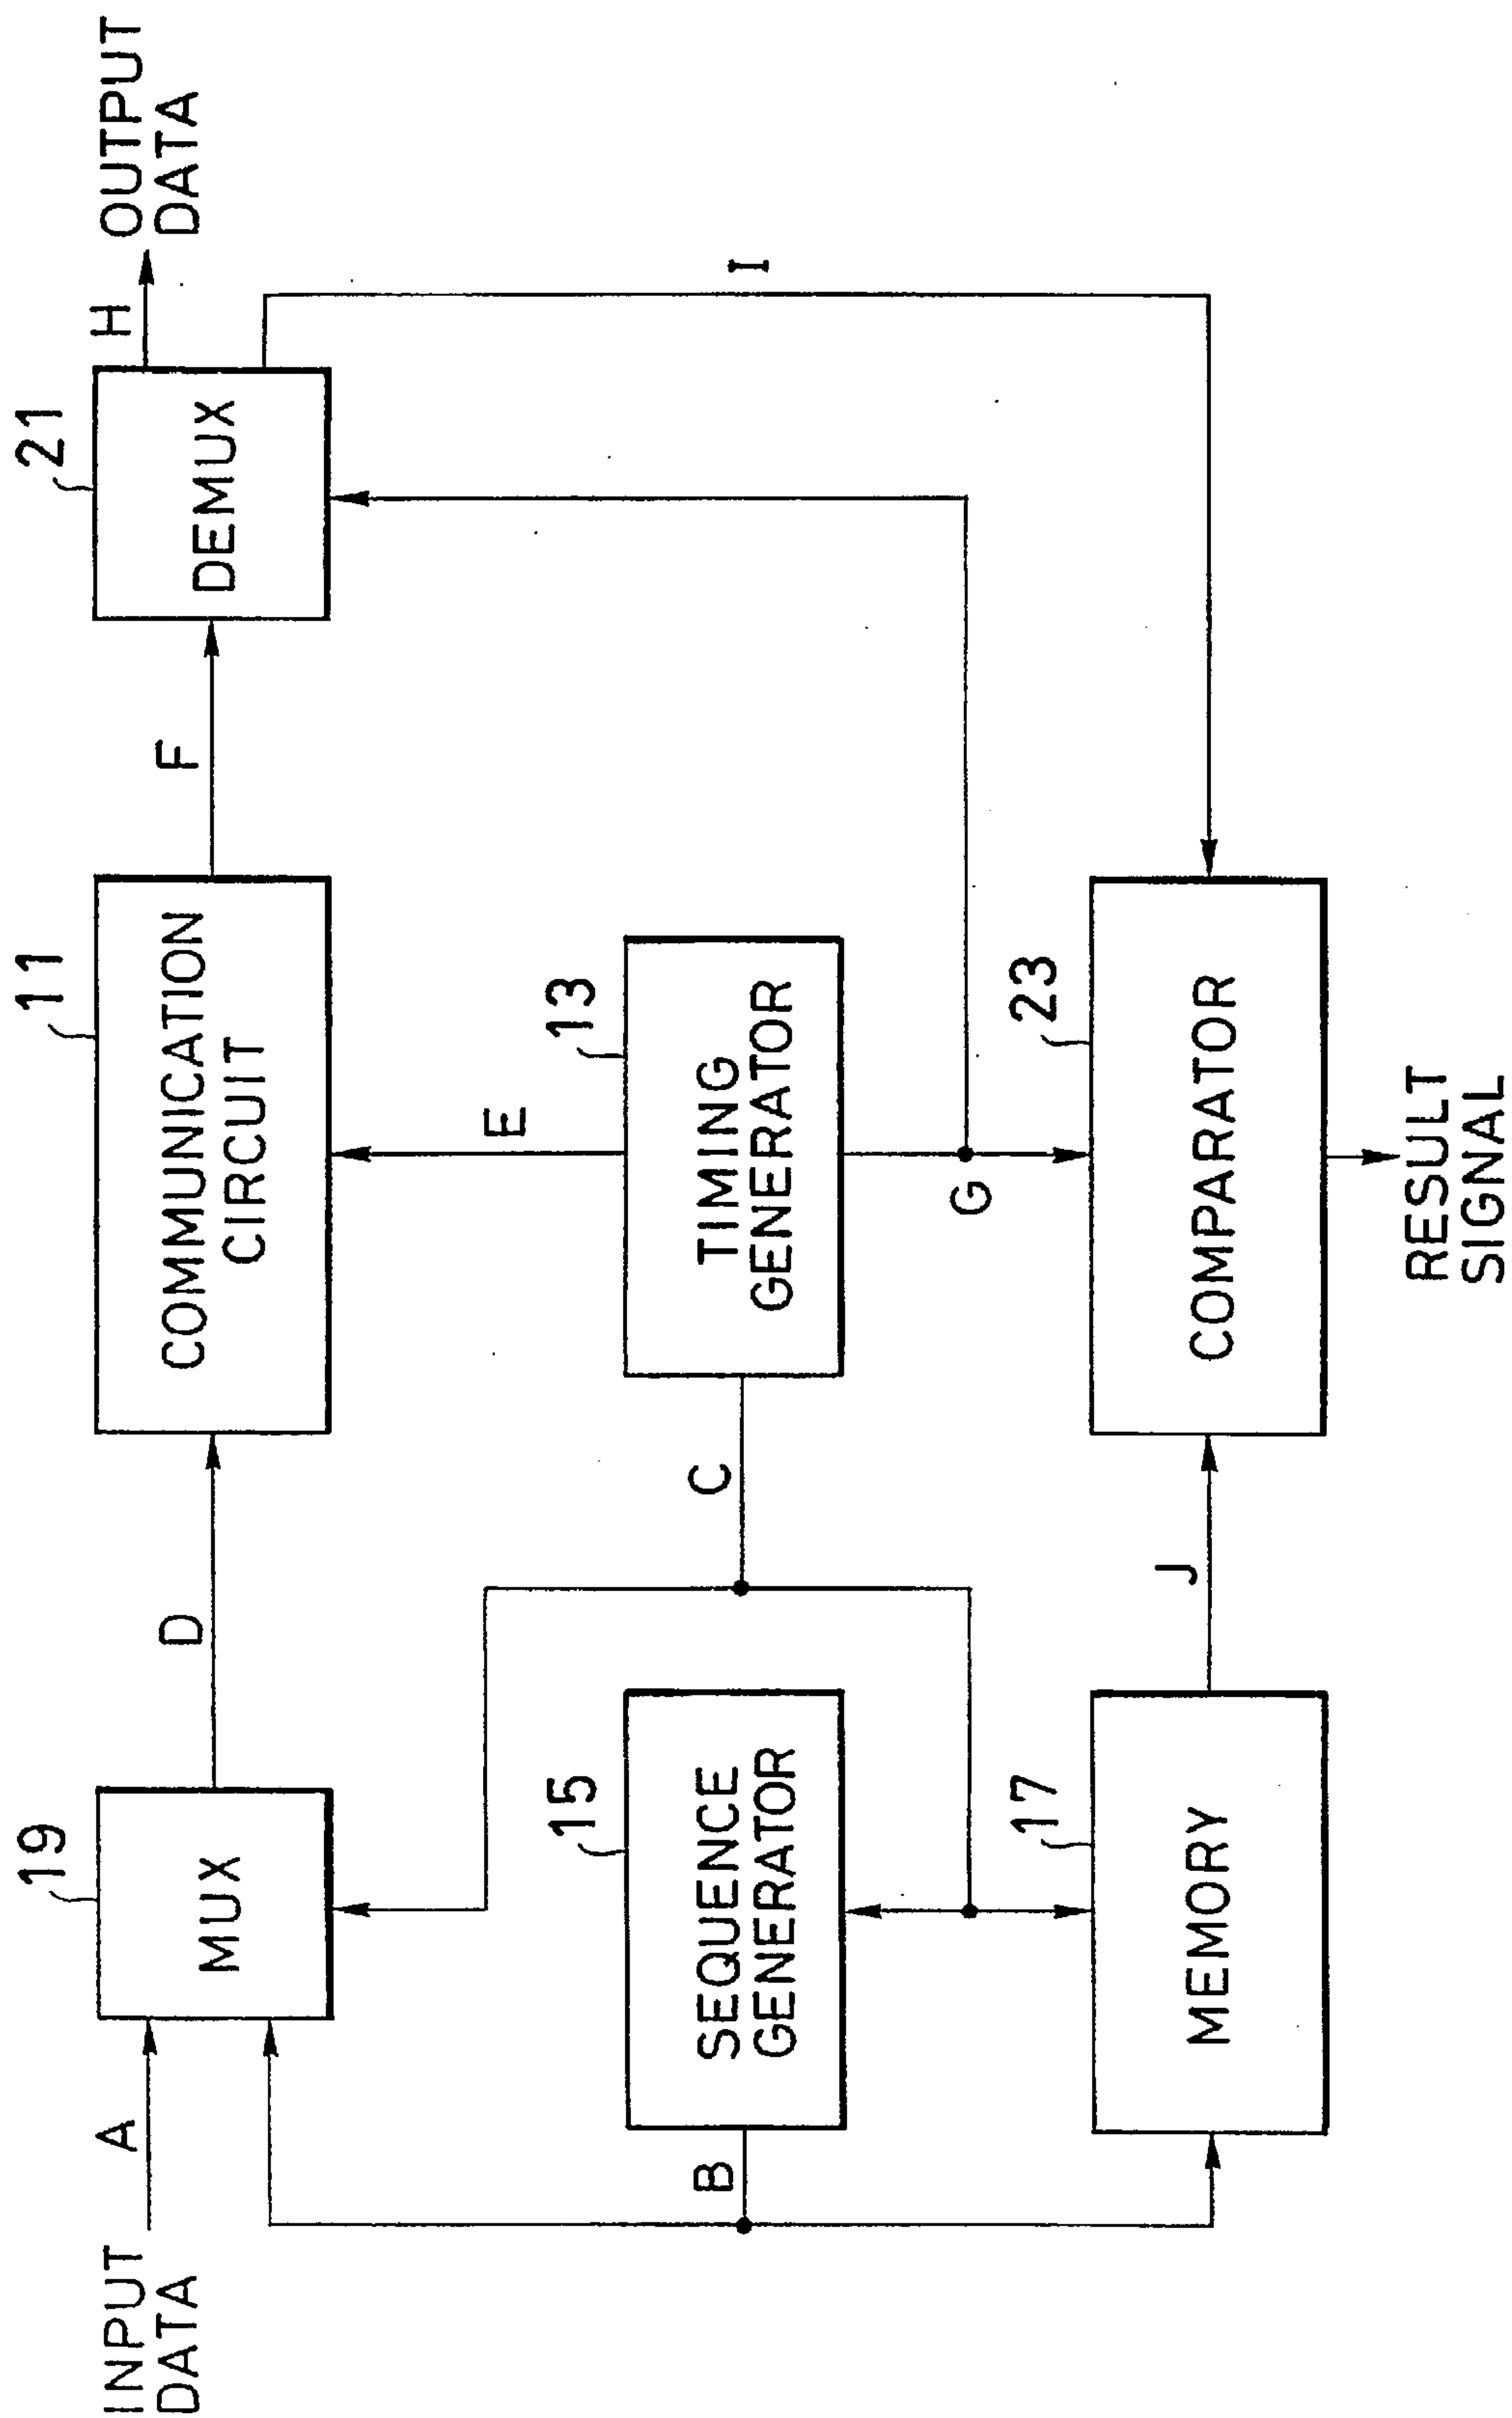 INPUT
DATA
A
19
MUX
D
11
COMMUNICATION
CIRCUIT
F
21
DEMUX
H
OUTPUT
DATA
B
15
SEQUENCE
GENERATOR
C
13
TIMING
GENERATOR
E
G
I
17
MEMORY
J
23
COMPARATOR
RESULT
SIGNAL